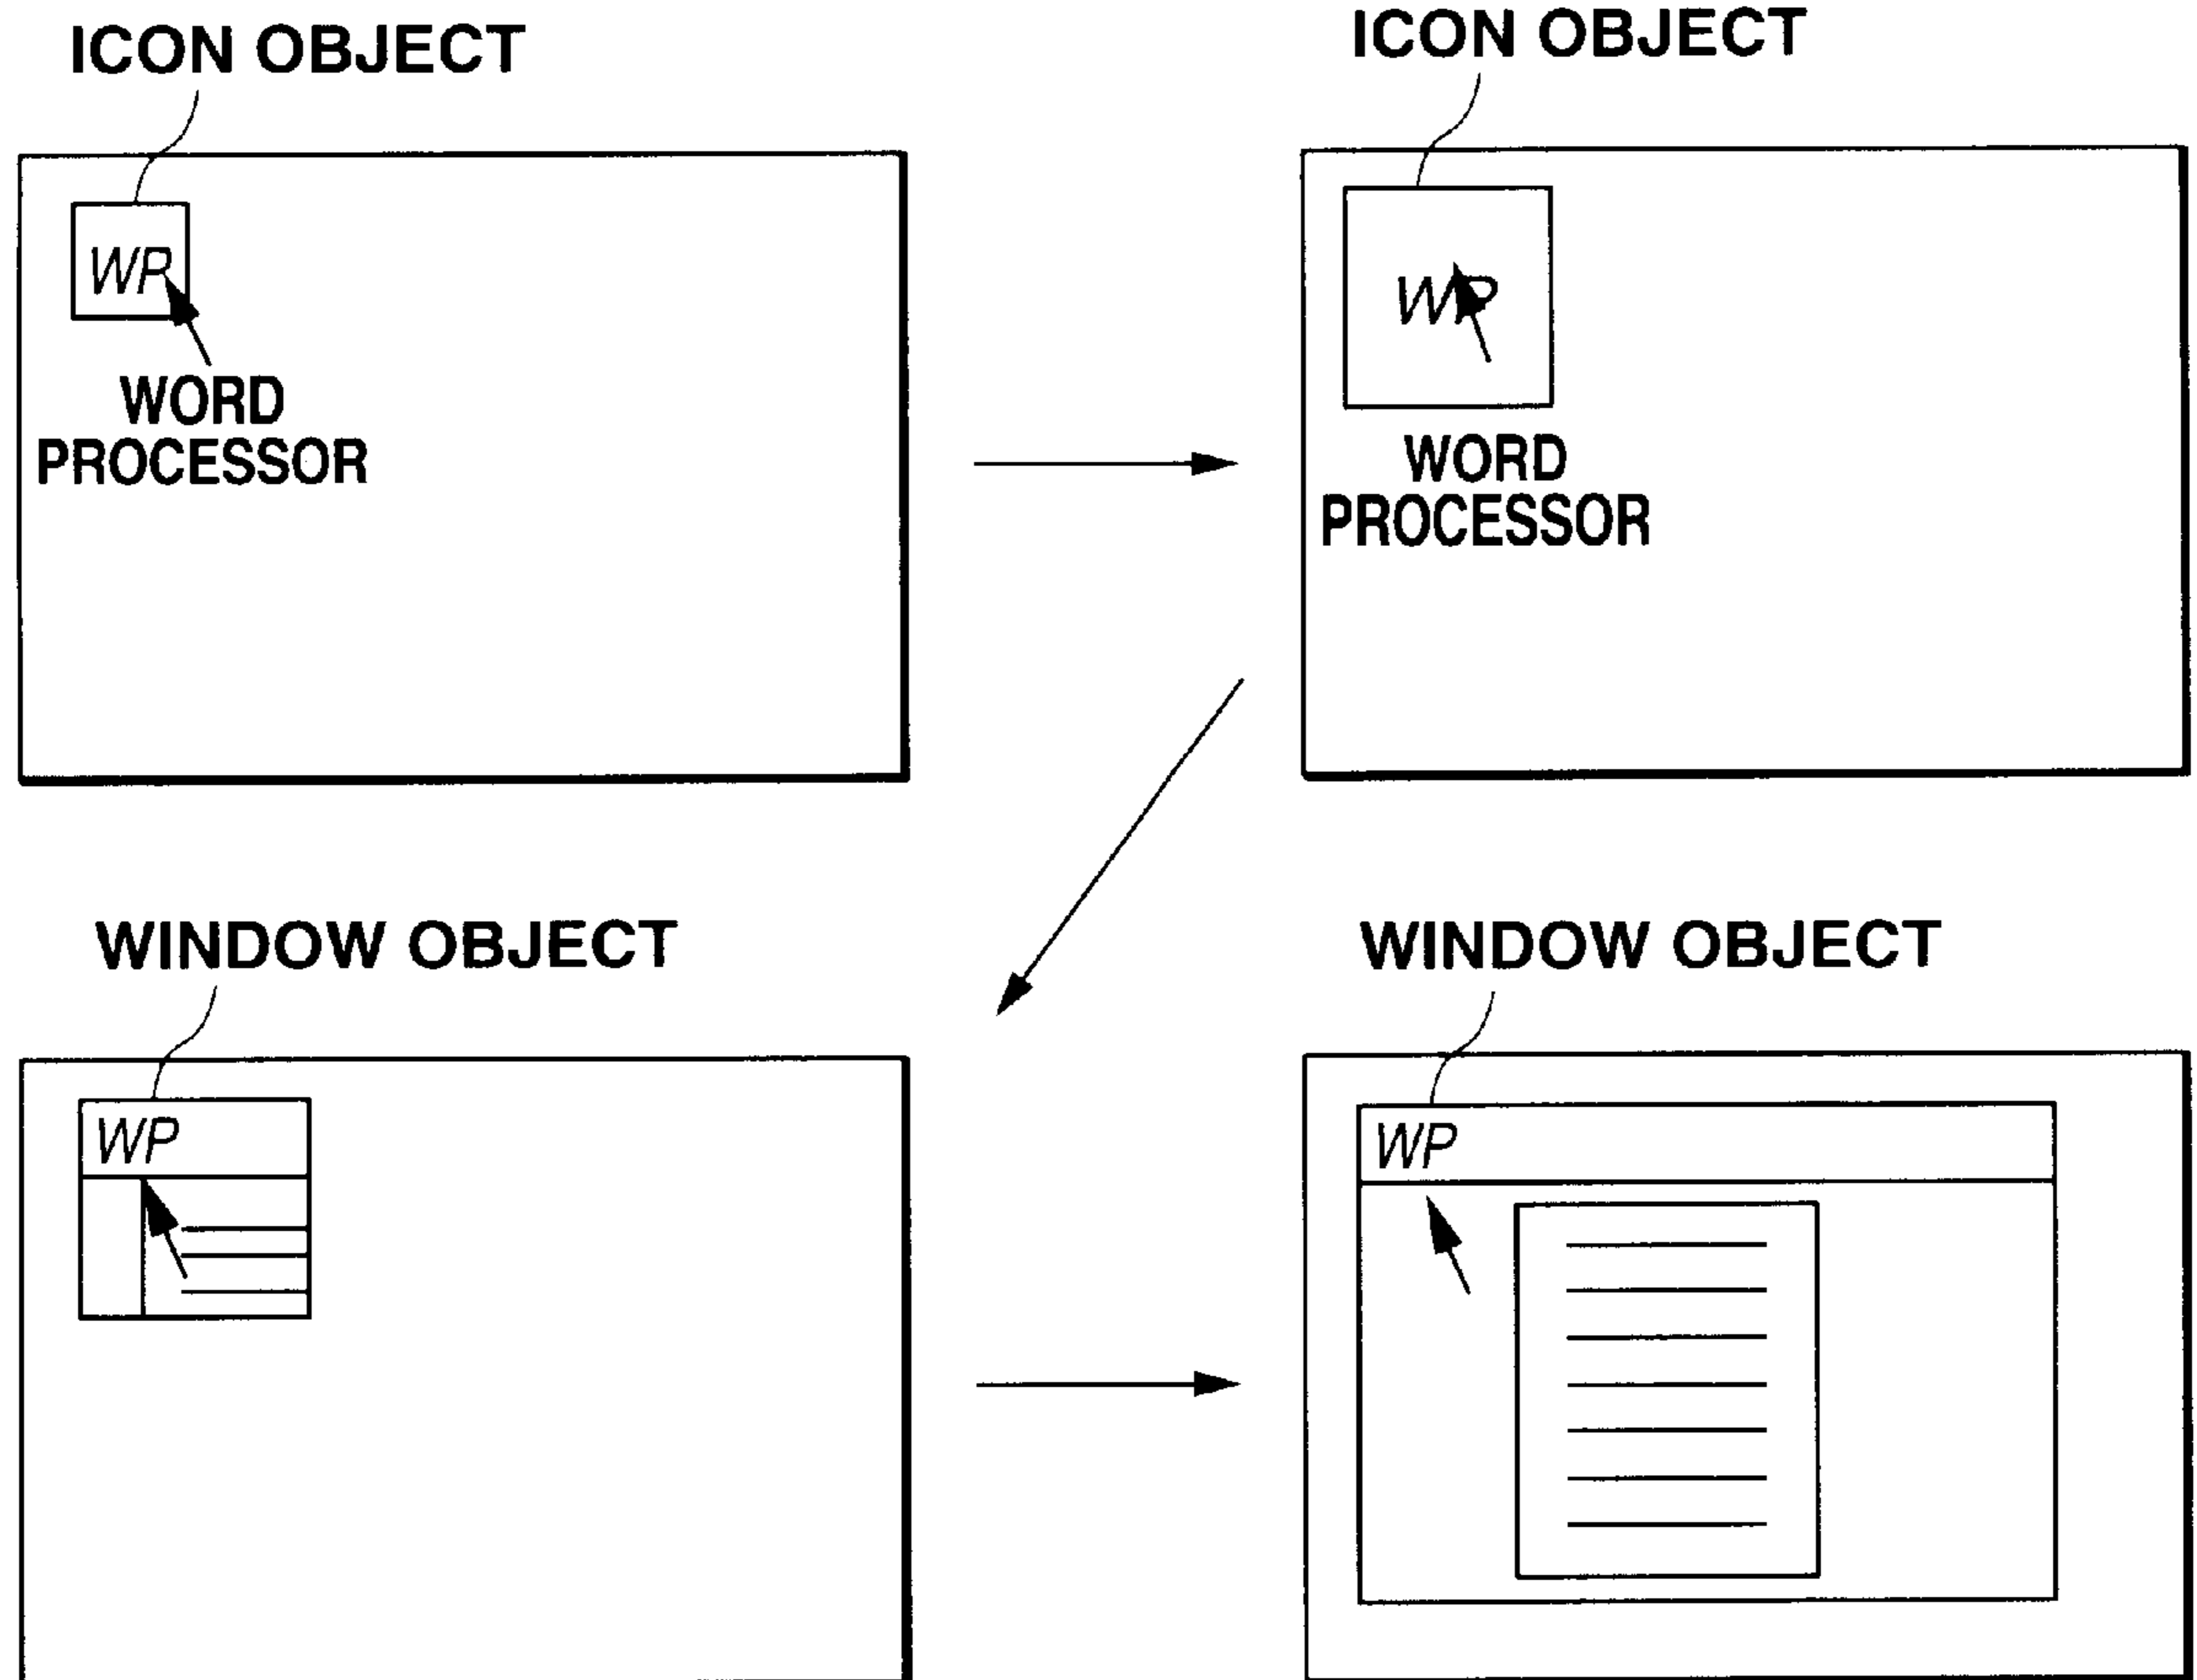 ICON OBJECT
WP
WORD
PROCESSOR
ICON OBJECT
WP
WORD
PROCESSOR
WINDOW OBJECT
WP
WINDOW OBJECT
WP